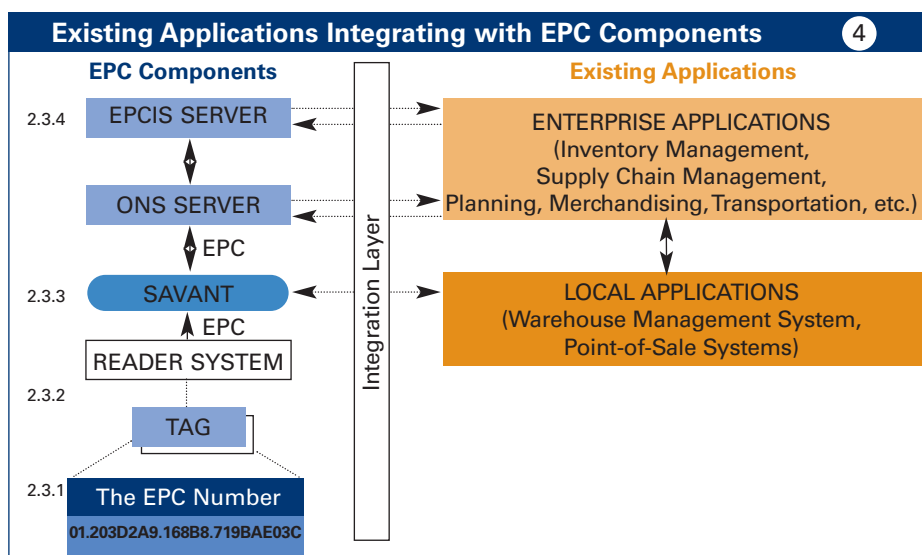 Existing Applications Integrating with EPC Components 4
EPC Components
Existing Applications
2.3.4
EPCIS SERVER
ONS SERVER
EPC
2.3.3
SAVANT
EPC
READER SYSTEM
2.3.2
TAG
2.3.1
The EPC Number
01.203D2A9.168B8.719BAE03C
Integration Layer
ENTERPRISE APPLICATIONS
(Inventory Management,
Supply Chain Management,
Planning, Merchandising, Transportation, etc.)
LOCAL APPLICATIONS
(Warehouse Management System,
Point-of-Sale Systems)